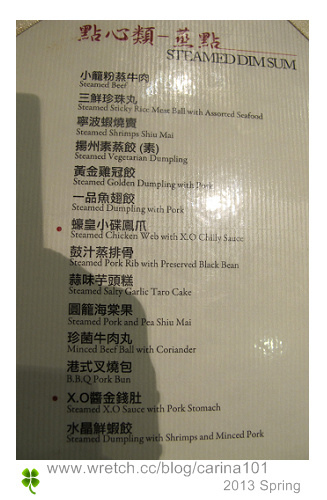 點心類－蒸點
STEAMED DIM SUM
小籠粉蒸牛肉
Steamed Beef
三鮮珍珠丸
Steamed Sticky Rice Meat Ball with Assorted Seafood
寧波蝦燒賣
Steamed Shrimps Shiu Mai
揚州素蒸餃 (素)
Steamed Vegetarian Dumpling
黃金雞冠餃
Steamed Golden Dumpling with Pork
一品魚翅餃
Steamed Dumpling with Pork
蠔皇小碟鳳爪
Steamed Chicken Web with X.O Chilly Sauce
鼓汁蒸排骨
Steamed Pork Rib with Preserved Black Bean
蒜味芋頭糕
Steamed Salty Garlic Taro Cake
圓籠海棠果
Steamed Pork and Pea Shiu Mai
珍菌牛肉丸
Minced Beef Ball with Coriander
港式叉燒包
B.B.Q Pork Bun
X.O醬金錢肚
Steamed X.O Sauce with Pork Stomach
水晶鮮蝦餃
Steamed Dumpling with Shrimps and Minced Pork
www.wretch.cc/blog/carina101
2013 Spring